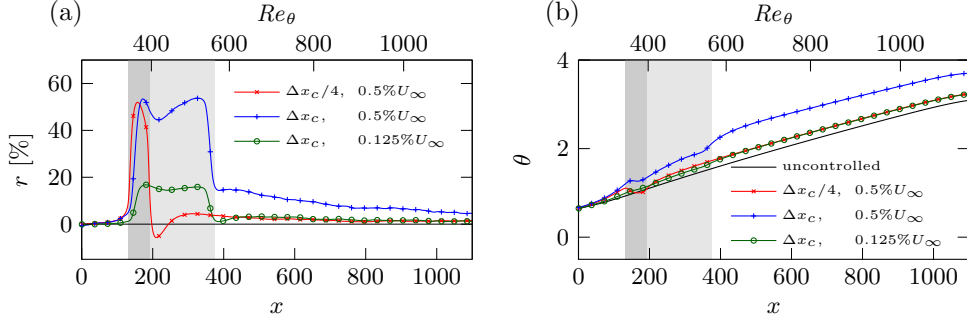 (a)
Re_θ
400 600 800 1000
60
40
20
0
r [%]
Δx_c/4, 0.5%U_∞
Δx_c, 0.5%U_∞
Δx_c, 0.125%U_∞
0 200 400 600 800 1000
x
(b)
Re_θ
400 600 800 1000
4
2
0
θ
uncontrolled
Δx_c/4, 0.5%U_∞
Δx_c, 0.5%U_∞
Δx_c, 0.125%U_∞
0 200 400 600 800 1000
x